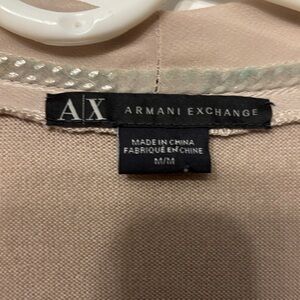 A|X ARMANI EXCHANGE
MADE IN CHINA
FABRIQUÉ EN CHINE
M/M